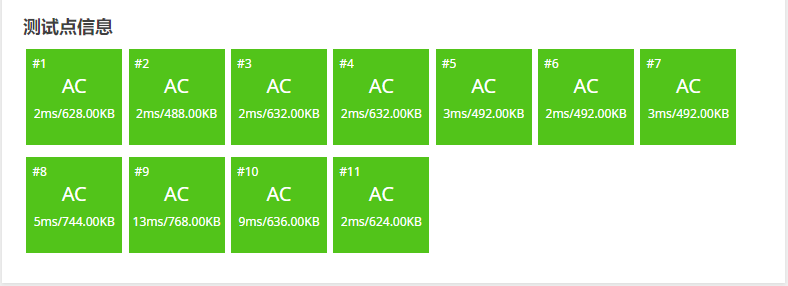 测试点信息
#1 #2 #3 #4 #5 #6 #7
AC AC AC AC AC AC AC
2ms/628.00KB 2ms/488.00KB 2ms/632.00KB 2ms/632.00KB 3ms/492.00KB 2ms/492.00KB 3ms/492.00KB
#8 #9 #10 #11
AC AC AC AC
5ms/744.00KB 13ms/768.00KB 9ms/636.00KB 2ms/624.00KB